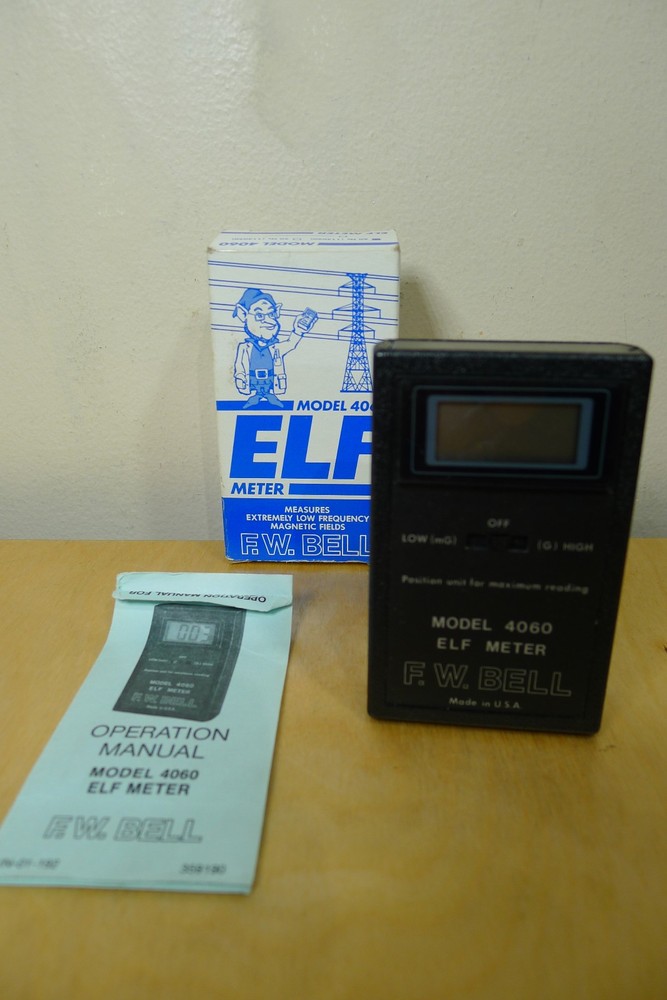 MODEL 4060
MODEL 406
ELF
METER
MEASURES
EXTREMELY LOW FREQUENCY
MAGNETIC FIELDS
F.W. BELL
OFF
LOW (mG)
(G) HIGH
Position unit for maximum reading
MODEL 4060
ELF METER
F.W. BELL
Made in U.S.A.
OPERATION MANUAL FOR
MODEL 4060
ELF METER
OPERATION
MANUAL
MODEL 4060
ELF METER
F.W. BELL